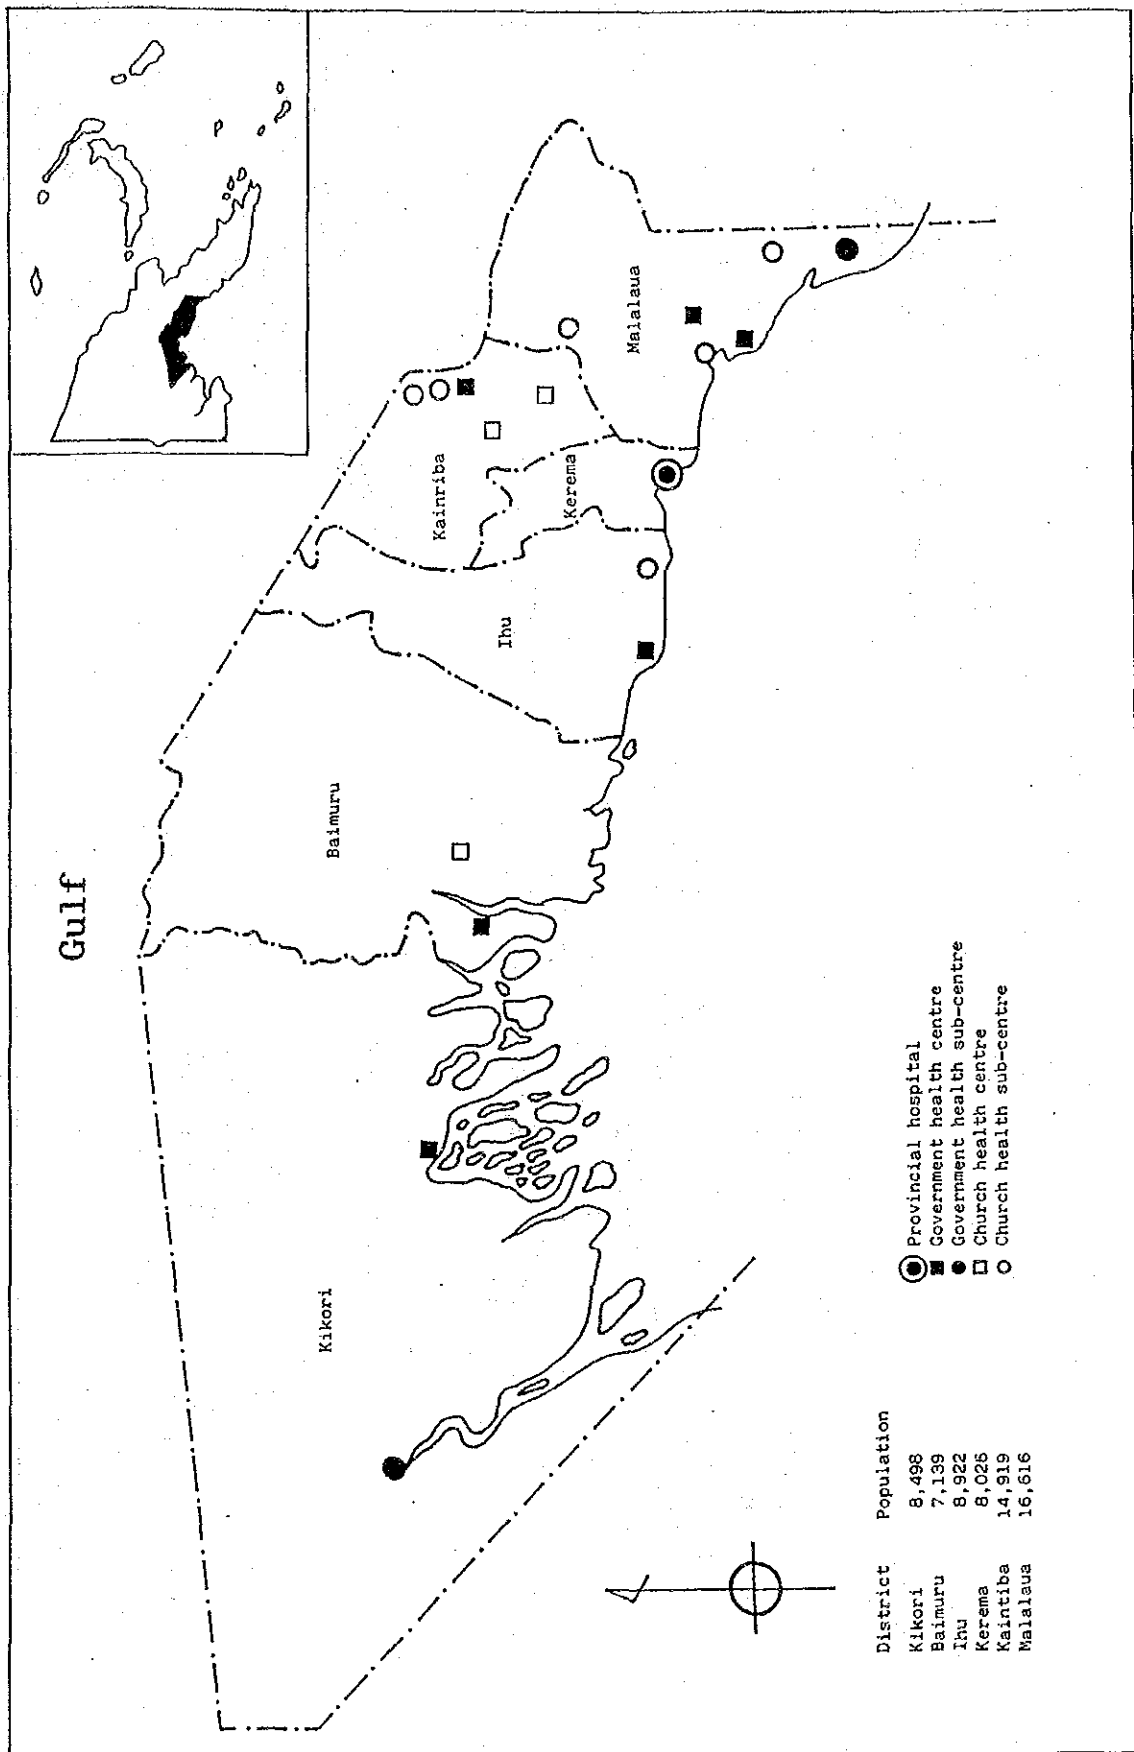 Gulf
Kikori
Baimuru
Ihu
Kainriba
Kerema
Malalaua
District Population
Kikori 8,498
Baimuru 7,139
Ihu 8,922
Kerema 8,026
Kaintiba 14,919
Malalaua 16,616
Provincial hospital
Government health centre
Government health sub-centre
Church health centre
Church health sub-centre